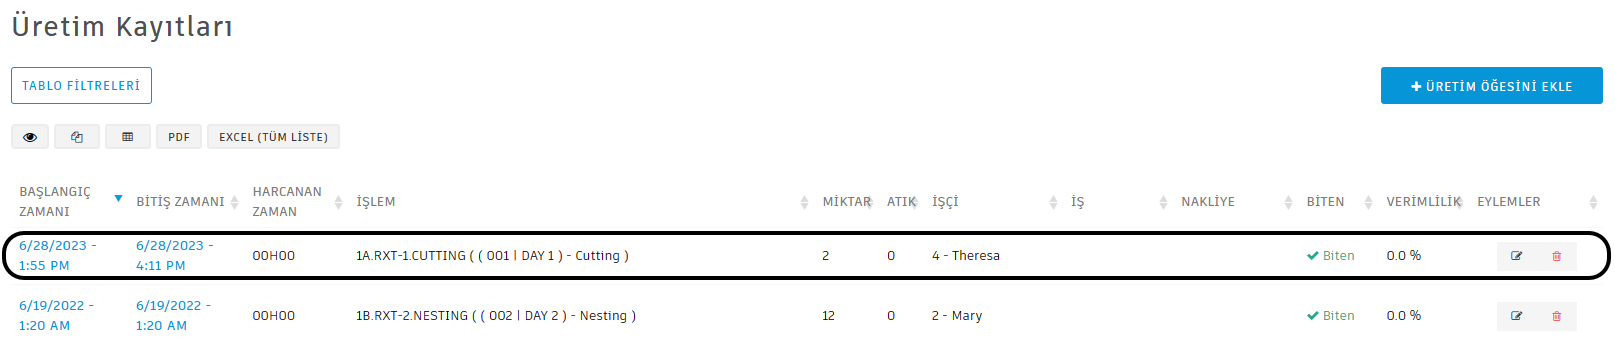 Üretim Kayıtları
TABLO FİLTRELERİ
ÜRETİM ÖĞESİNİ EKLE
PDF EXCEL (TÜM LİSTE)
BAŞLANGIÇ ZAMANI BİTİŞ ZAMANI HARCANAN ZAMAN İŞLEM MİKTAR ATIK İŞÇİ İŞ NAKLİYE BİTEN VERİMLİLİK EYLEMLER
6/28/2023 - 1:55 PM 6/28/2023 - 4:11 PM 00H00 1A.RXT-1.CUTTING ( ( 001 | DAY 1 ) - Cutting ) 2 0 4 - Theresa Biten 0.0 %
6/19/2022 - 1:20 AM 6/19/2022 - 1:20 AM 00H00 1B.RXT-2.NESTING ( ( 002 | DAY 2 ) - Nesting ) 12 0 2 - Mary Biten 0.0 %